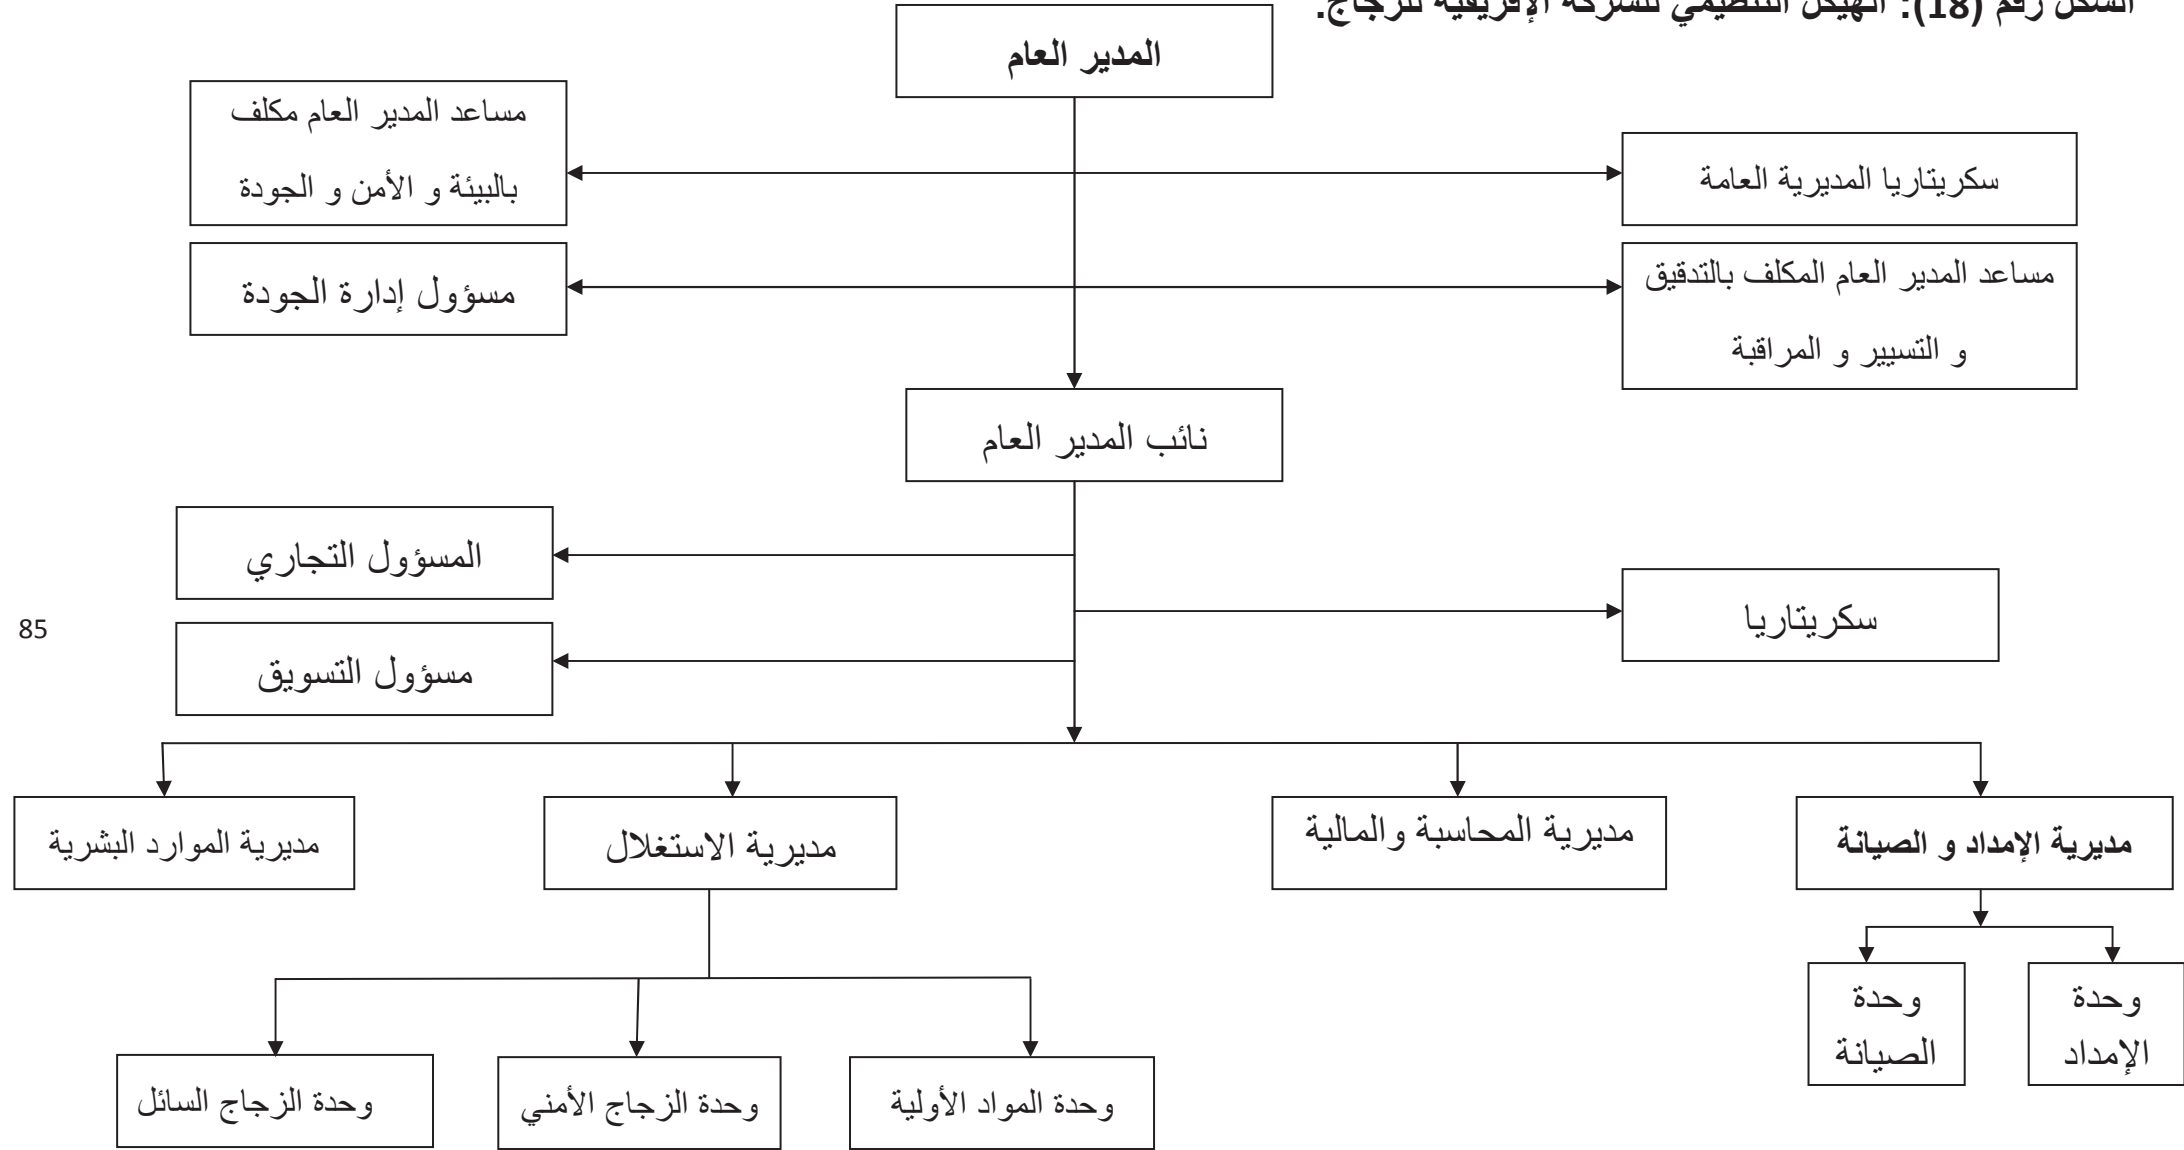 الشكل رقم (18): الهيكل التنظيمي للشركة الإفريقية للزجاج.
المدير العام
سكريتاريا المديرية العامة
مساعد المدير العام مكلف
بالبيئة و الأمن و الجودة
مساعد المدير العام المكلف بالتدقيق
و التسيير و المراقبة
مسؤول إدارة الجودة
نائب المدير العام
المسؤول التجاري
سكريتاريا
مسؤول التسويق
85
مديرية الإمداد و الصيانة
مديرية المحاسبة والمالية
مديرية الاستغلال
مديرية الموارد البشرية
وحدة
الإمداد
وحدة
الصيانة
وحدة المواد الأولية
وحدة الزجاج الأمني
وحدة الزجاج السائل